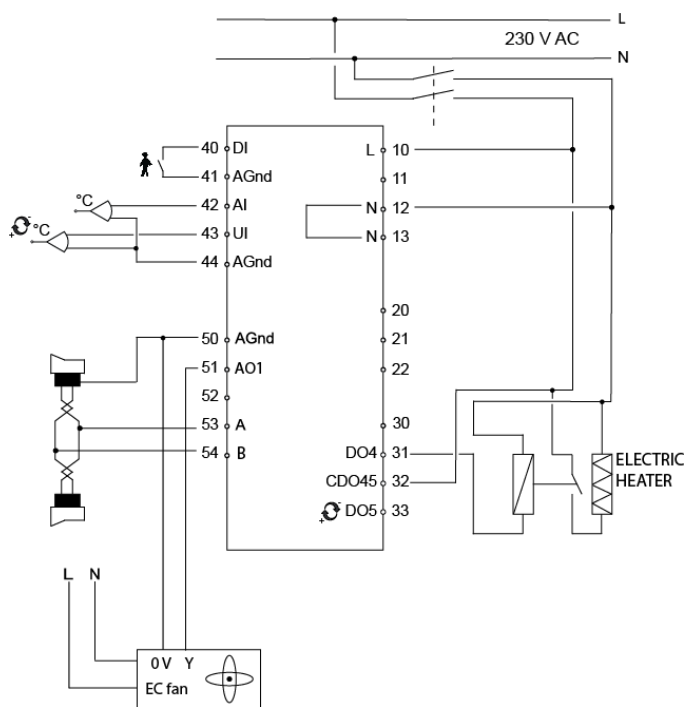 L
230 V AC
N
40 DI
L 10
41 AGnd
11
°C
42 AI
N 12
°C
43 UI
N 13
44 AGnd
20
50 AGnd
21
51 AO1
22
52
53 A
30
54 B
DO4 31
ELECTRIC
HEATER
CDO45 32
DO5 33
L N
0 V Y
EC fan